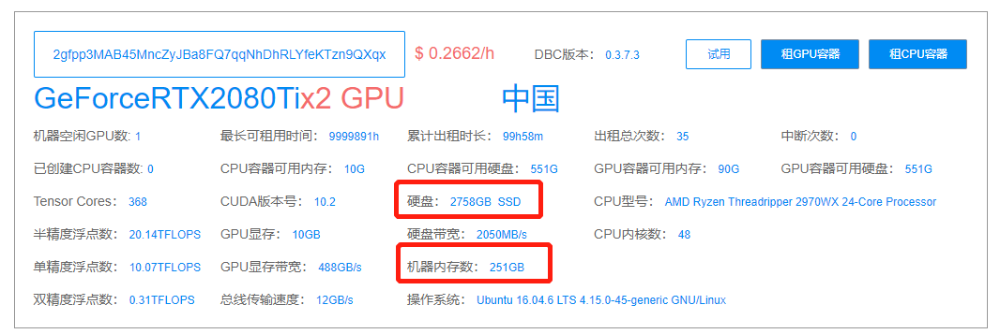 2gfpp3MAB45MncZyJBa8FQ7qqNhDhRLYfeKTzn9QXqx $ 0.2662/h DBC版本： 0.3.7.3 试用 租GPU容器 租CPU容器
GeForceRTX2080Tix2 GPU 中国
机器空闲GPU数: 1 最长可租用时间： 9999891h 累计出租时长： 99h58m 出租总次数： 35 中断次数： 0
已创建CPU容器数: 0 CPU容器可用内存： 10G CPU容器可用硬盘： 551G GPU容器可用内存： 90G GPU容器可用硬盘： 551G
Tensor Cores： 368 CUDA版本号： 10.2 硬盘： 2758GB SSD CPU型号： AMD Ryzen Threadripper 2970WX 24-Core Processor
半精度浮点数： 20.14TFLOPS GPU显存： 10GB 硬盘带宽： 2050MB/s CPU内核数： 48
单精度浮点数： 10.07TFLOPS GPU显存带宽： 488GB/s 机器内存数： 251GB
双精度浮点数： 0.31TFLOPS 总线传输速度： 12GB/s 操作系统： Ubuntu 16.04.6 LTS 4.15.0-45-generic GNU/Linux